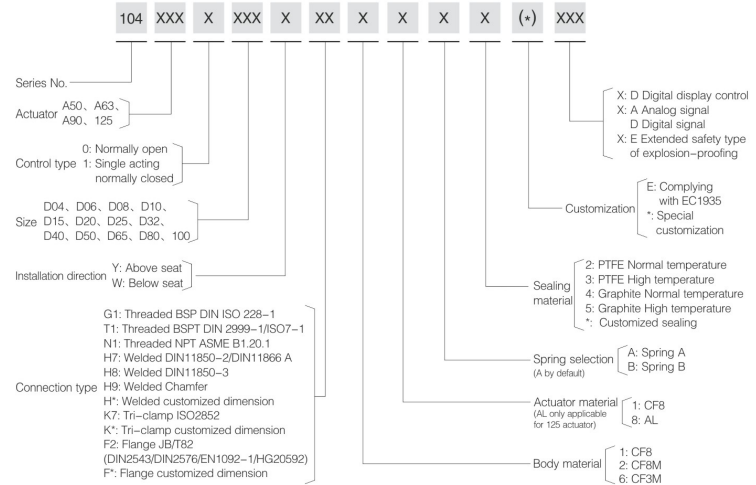 104 XXX X XXX X XX X X X X (*) XXX
Series No.
Actuator A50、A63、
A90、125
0: Normally open
Control type 1: Single acting
normally closed
D04、D06、D08、D10、
Size D15、D20、D25、D32、
D40、D50、D65、D80、100
Installation direction Y: Above seat
W: Below seat
G1: Threaded BSP DIN ISO 228-1
T1: Threaded BSPT DIN 2999-1/ISO7-1
N1: Threaded NPT ASME B1.20.1
H7: Welded DIN11850-2/DIN11866 A
H8: Welded DIN11850-3
Connection type H9: Welded Chamfer
H*: Welded customized dimension
K7: Tri-clamp ISO2852
K*: Tri-clamp customized dimension
F2: Flange JB/T82
(DIN2543/DIN2576/EN1092-1/HG20592)
F*: Flange customized dimension
X: D Digital display control
X: A Analog signal
D Digital signal
X: E Extended safety type
of explosion-proofing
Customization E: Complying
with EC1935
*: Special
customization
Sealing
material
2: PTFE Normal temperature
3: PTFE High temperature
4: Graphite Normal temperature
5: Graphite High temperature
*: Customized sealing
Spring selection
(A by default)
A: Spring A
B: Spring B
Actuator material
(AL only applicable
for 125 actuator)
1: CF8
8: AL
Body material
1: CF8
2: CF8M
6: CF3M